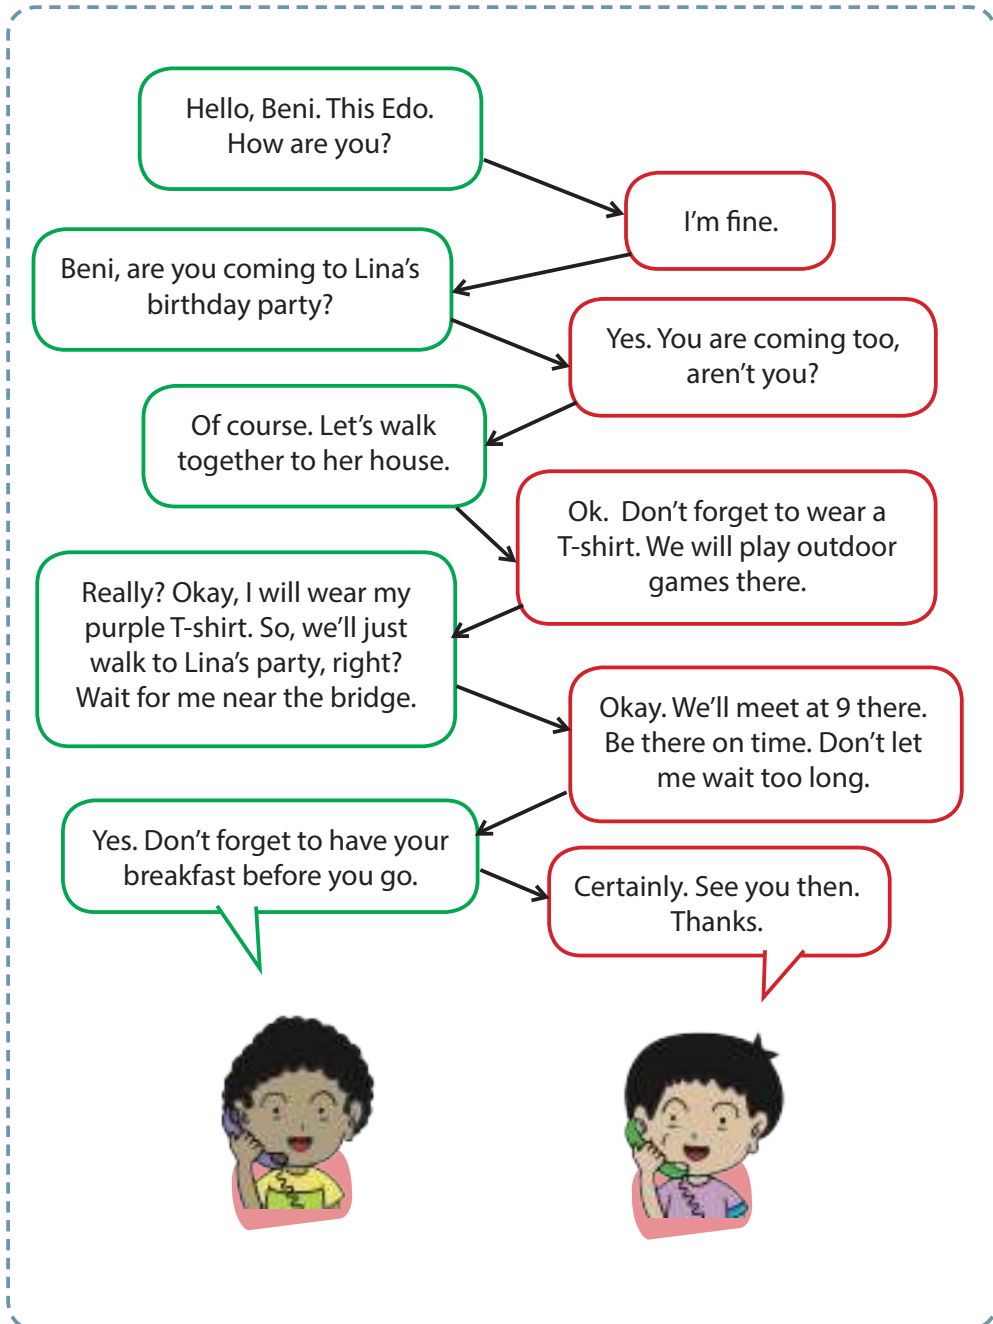 Hello, Beni. This Edo.
How are you?
I'm fine.
Beni, are you coming to Lina's
birthday party?
Yes. You are coming too,
aren't you?
Of course. Let's walk
together to her house.
Ok.  Don't forget to wear a
T-shirt. We will play outdoor
games there.
Really? Okay, I will wear my
purple T-shirt. So, we'll just
walk to Lina's party, right?
Wait for me near the bridge.
Okay. We'll meet at 9 there.
Be there on time. Don't let
me wait too long.
Yes. Don't forget to have your
breakfast before you go.
Certainly. See you then.
Thanks.